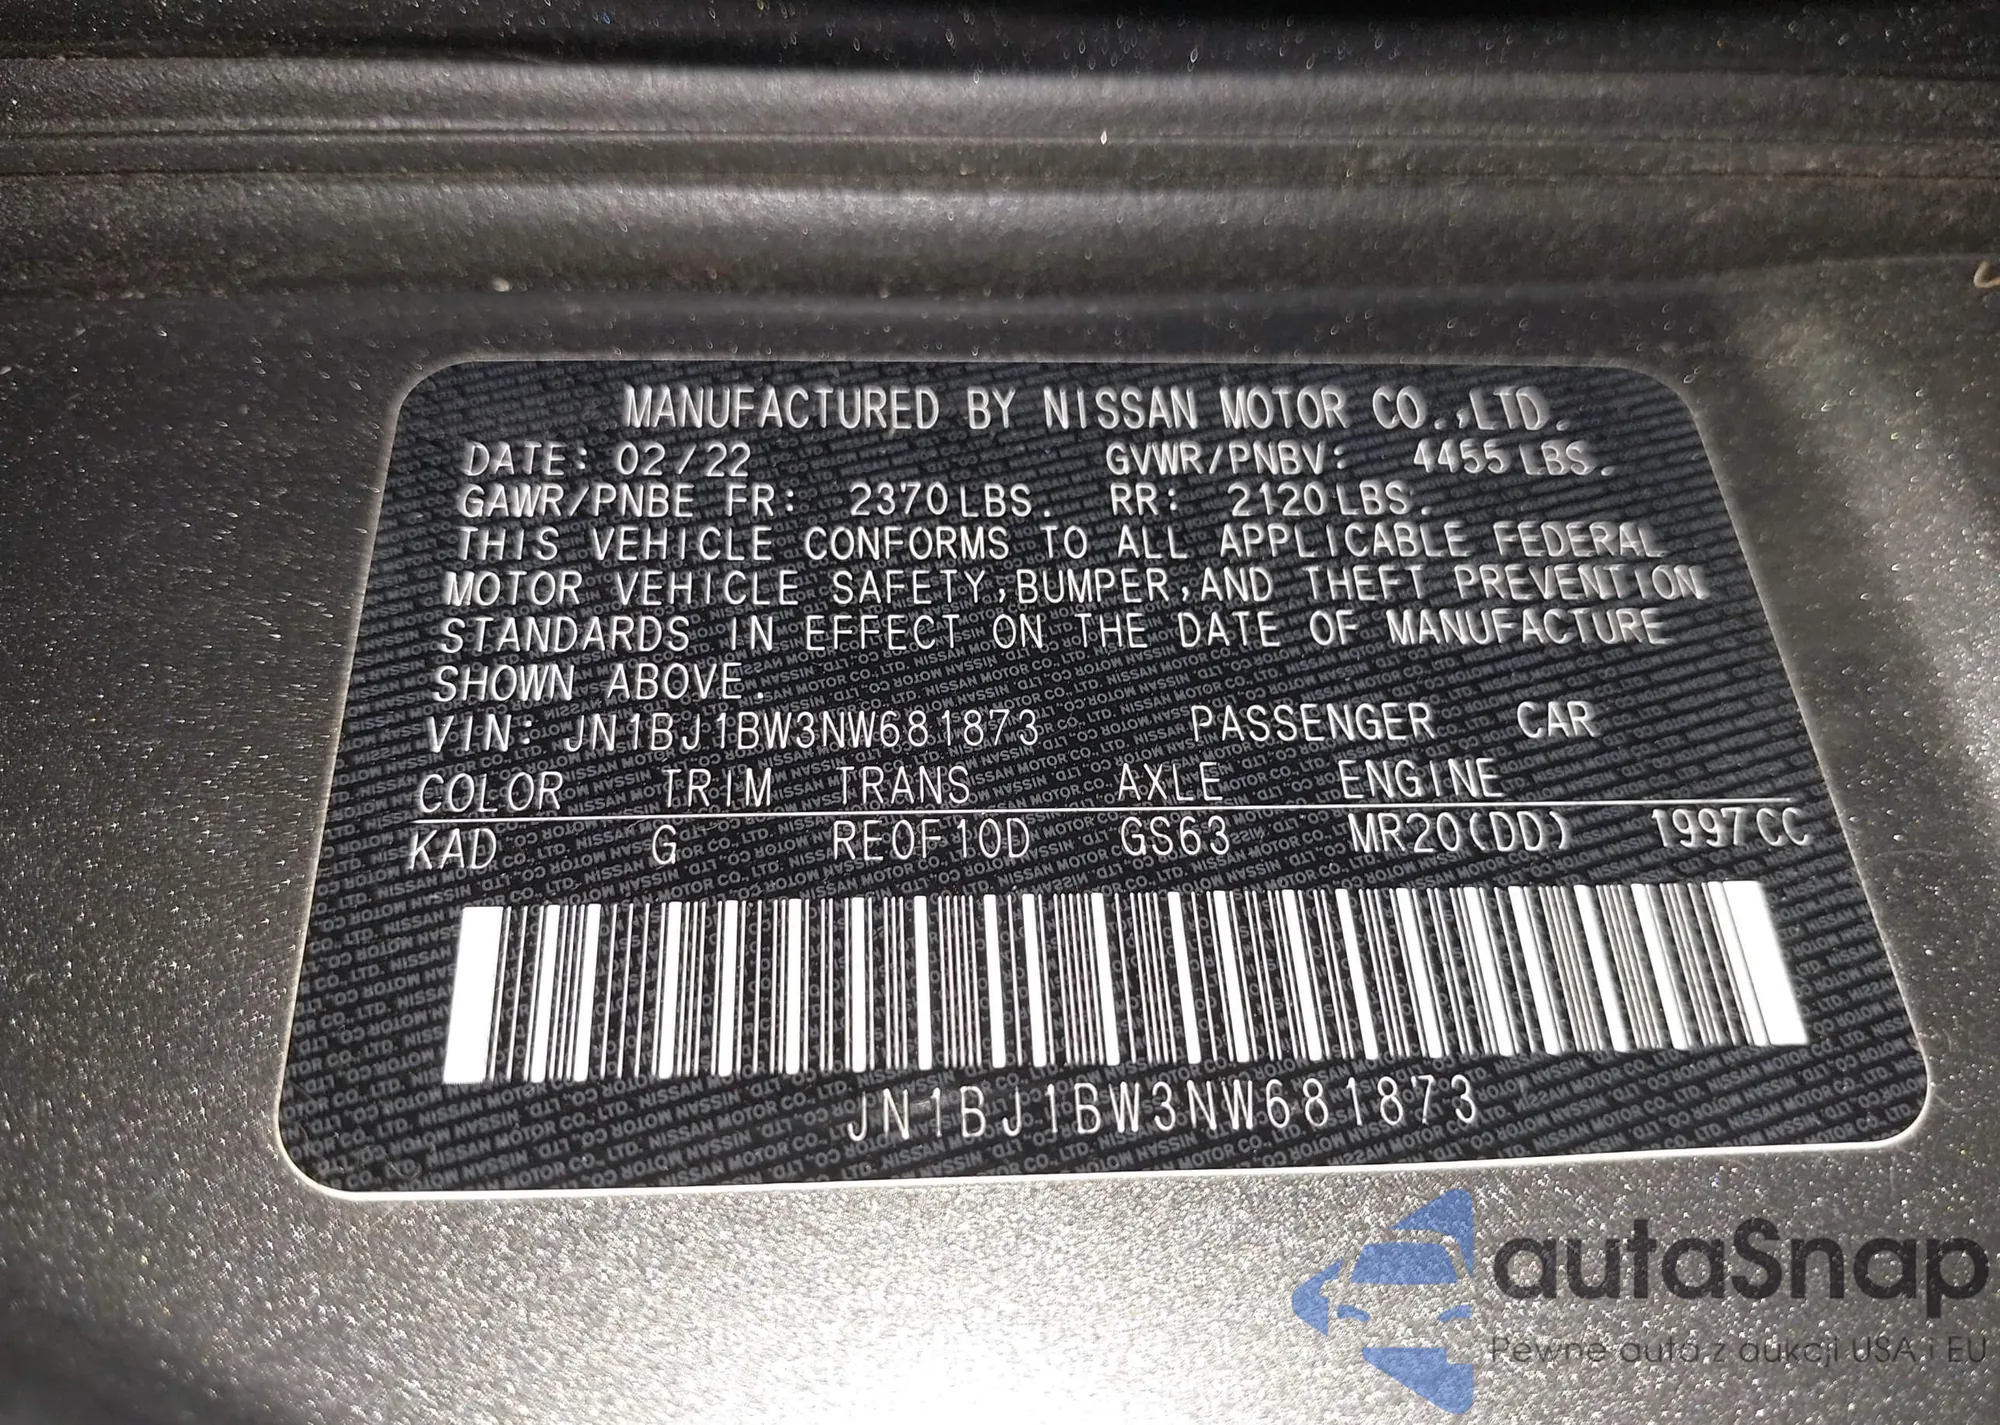 MANUFACTURED BY NISSAN MOTOR CO.,LTD.
DATE: 02/22 GVWR/PNBV: 4455 LBS.
GAWR/PNBE FR: 2370 LBS. RR: 2120 LBS.
THIS VEHICLE CONFORMS TO ALL APPLICABLE FEDERAL
MOTOR VEHICLE SAFETY,BUMPER,AND THEFT PREVENTION
STANDARDS IN EFFECT ON THE DATE OF MANUFACTURE
SHOWN ABOVE.
VIN: JN1BJ1BW3NW681873 PASSENGER CAR
COLOR TRIM TRANS AXLE ENGINE
KAD G RE0F10D GS63 MR20(DD) 1997CC
JN1BJ1BW3NW681873
autaSnap
Pewne auta z aukcji USA i EU